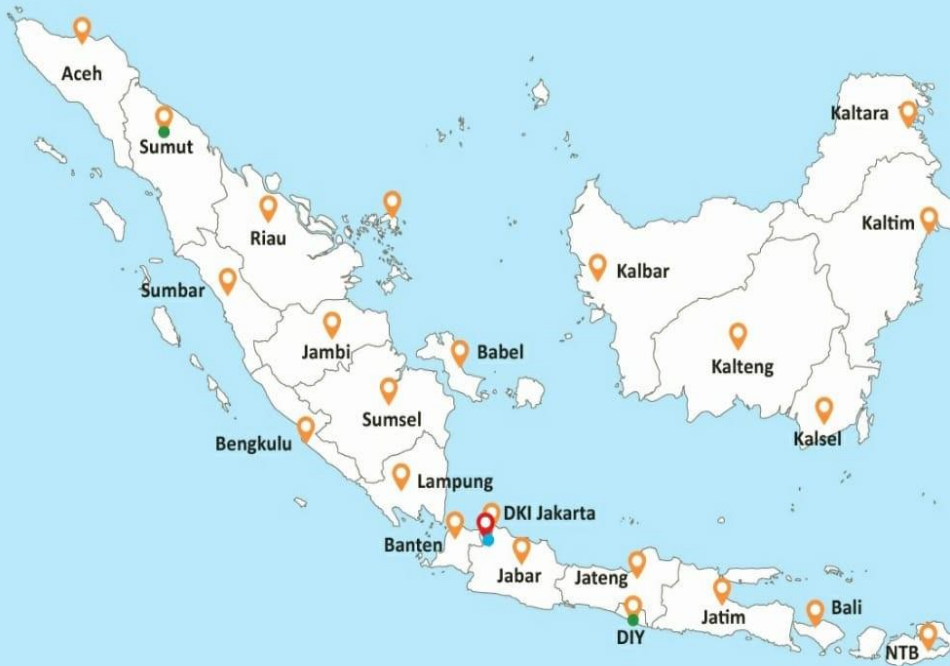 Aceh
Sumut
Kaltara
Riau
Kaltim
Kalbar
Sumbar
Jambi
Babel
Kalteng
Sumsel
Bengkulu
Kalsel
Lampung
DKI Jakarta
Banten
Jabar
Jateng
Jatim
Bali
DIY
NTB